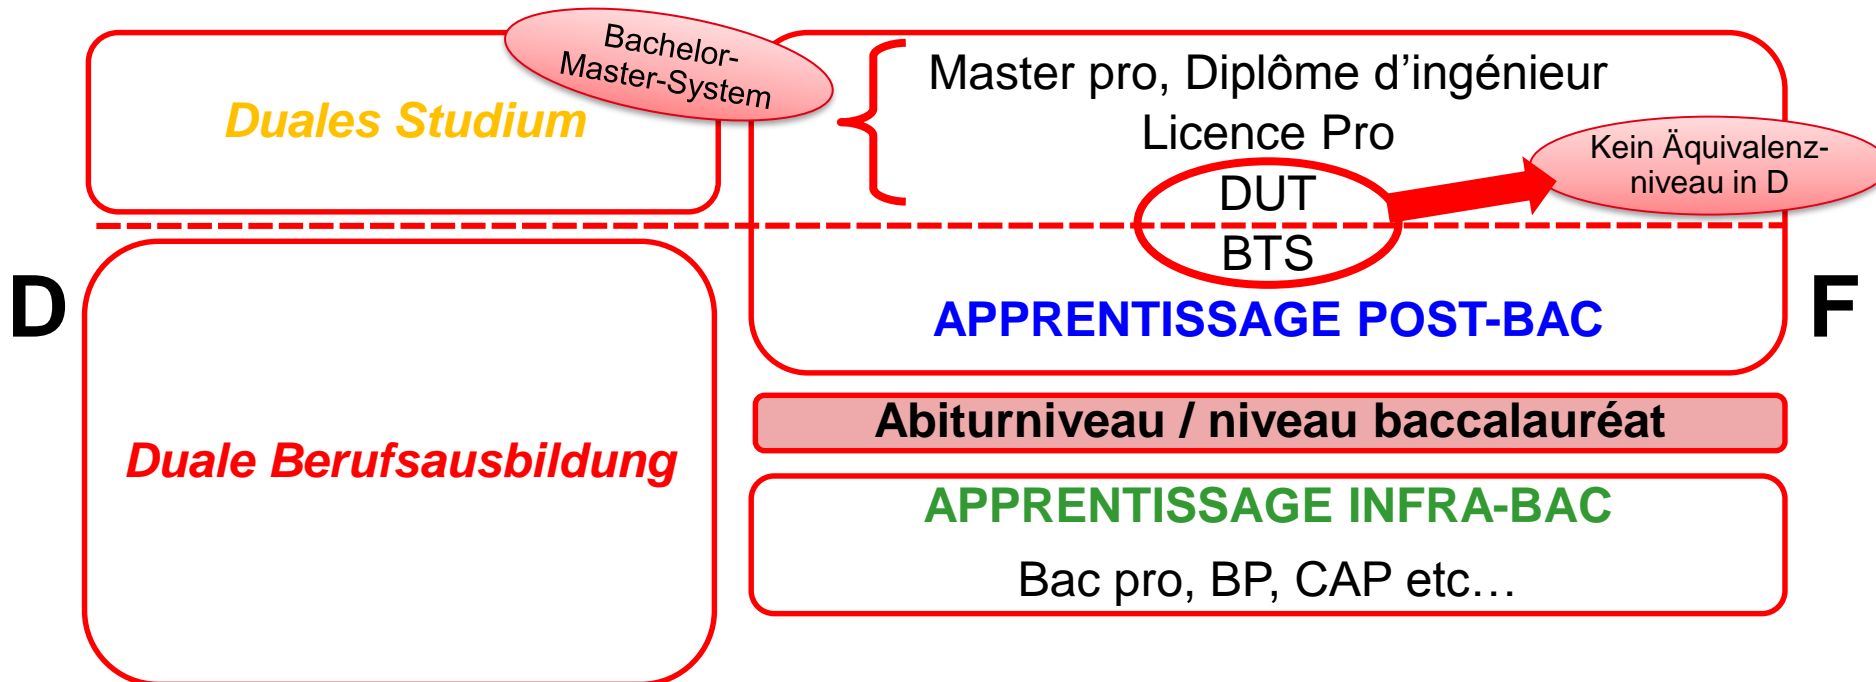 Bachelor-
Master-System
Duales Studium
Master pro, Diplôme d’ingénieur
Licence Pro
DUT
BTS
Kein Äquivalenz-
niveau in D
APPRENTISSAGE POST-BAC
D
F
Abiturniveau / niveau baccalauréat
Duale Berufsausbildung
APPRENTISSAGE INFRA-BAC
Bac pro, BP, CAP etc…